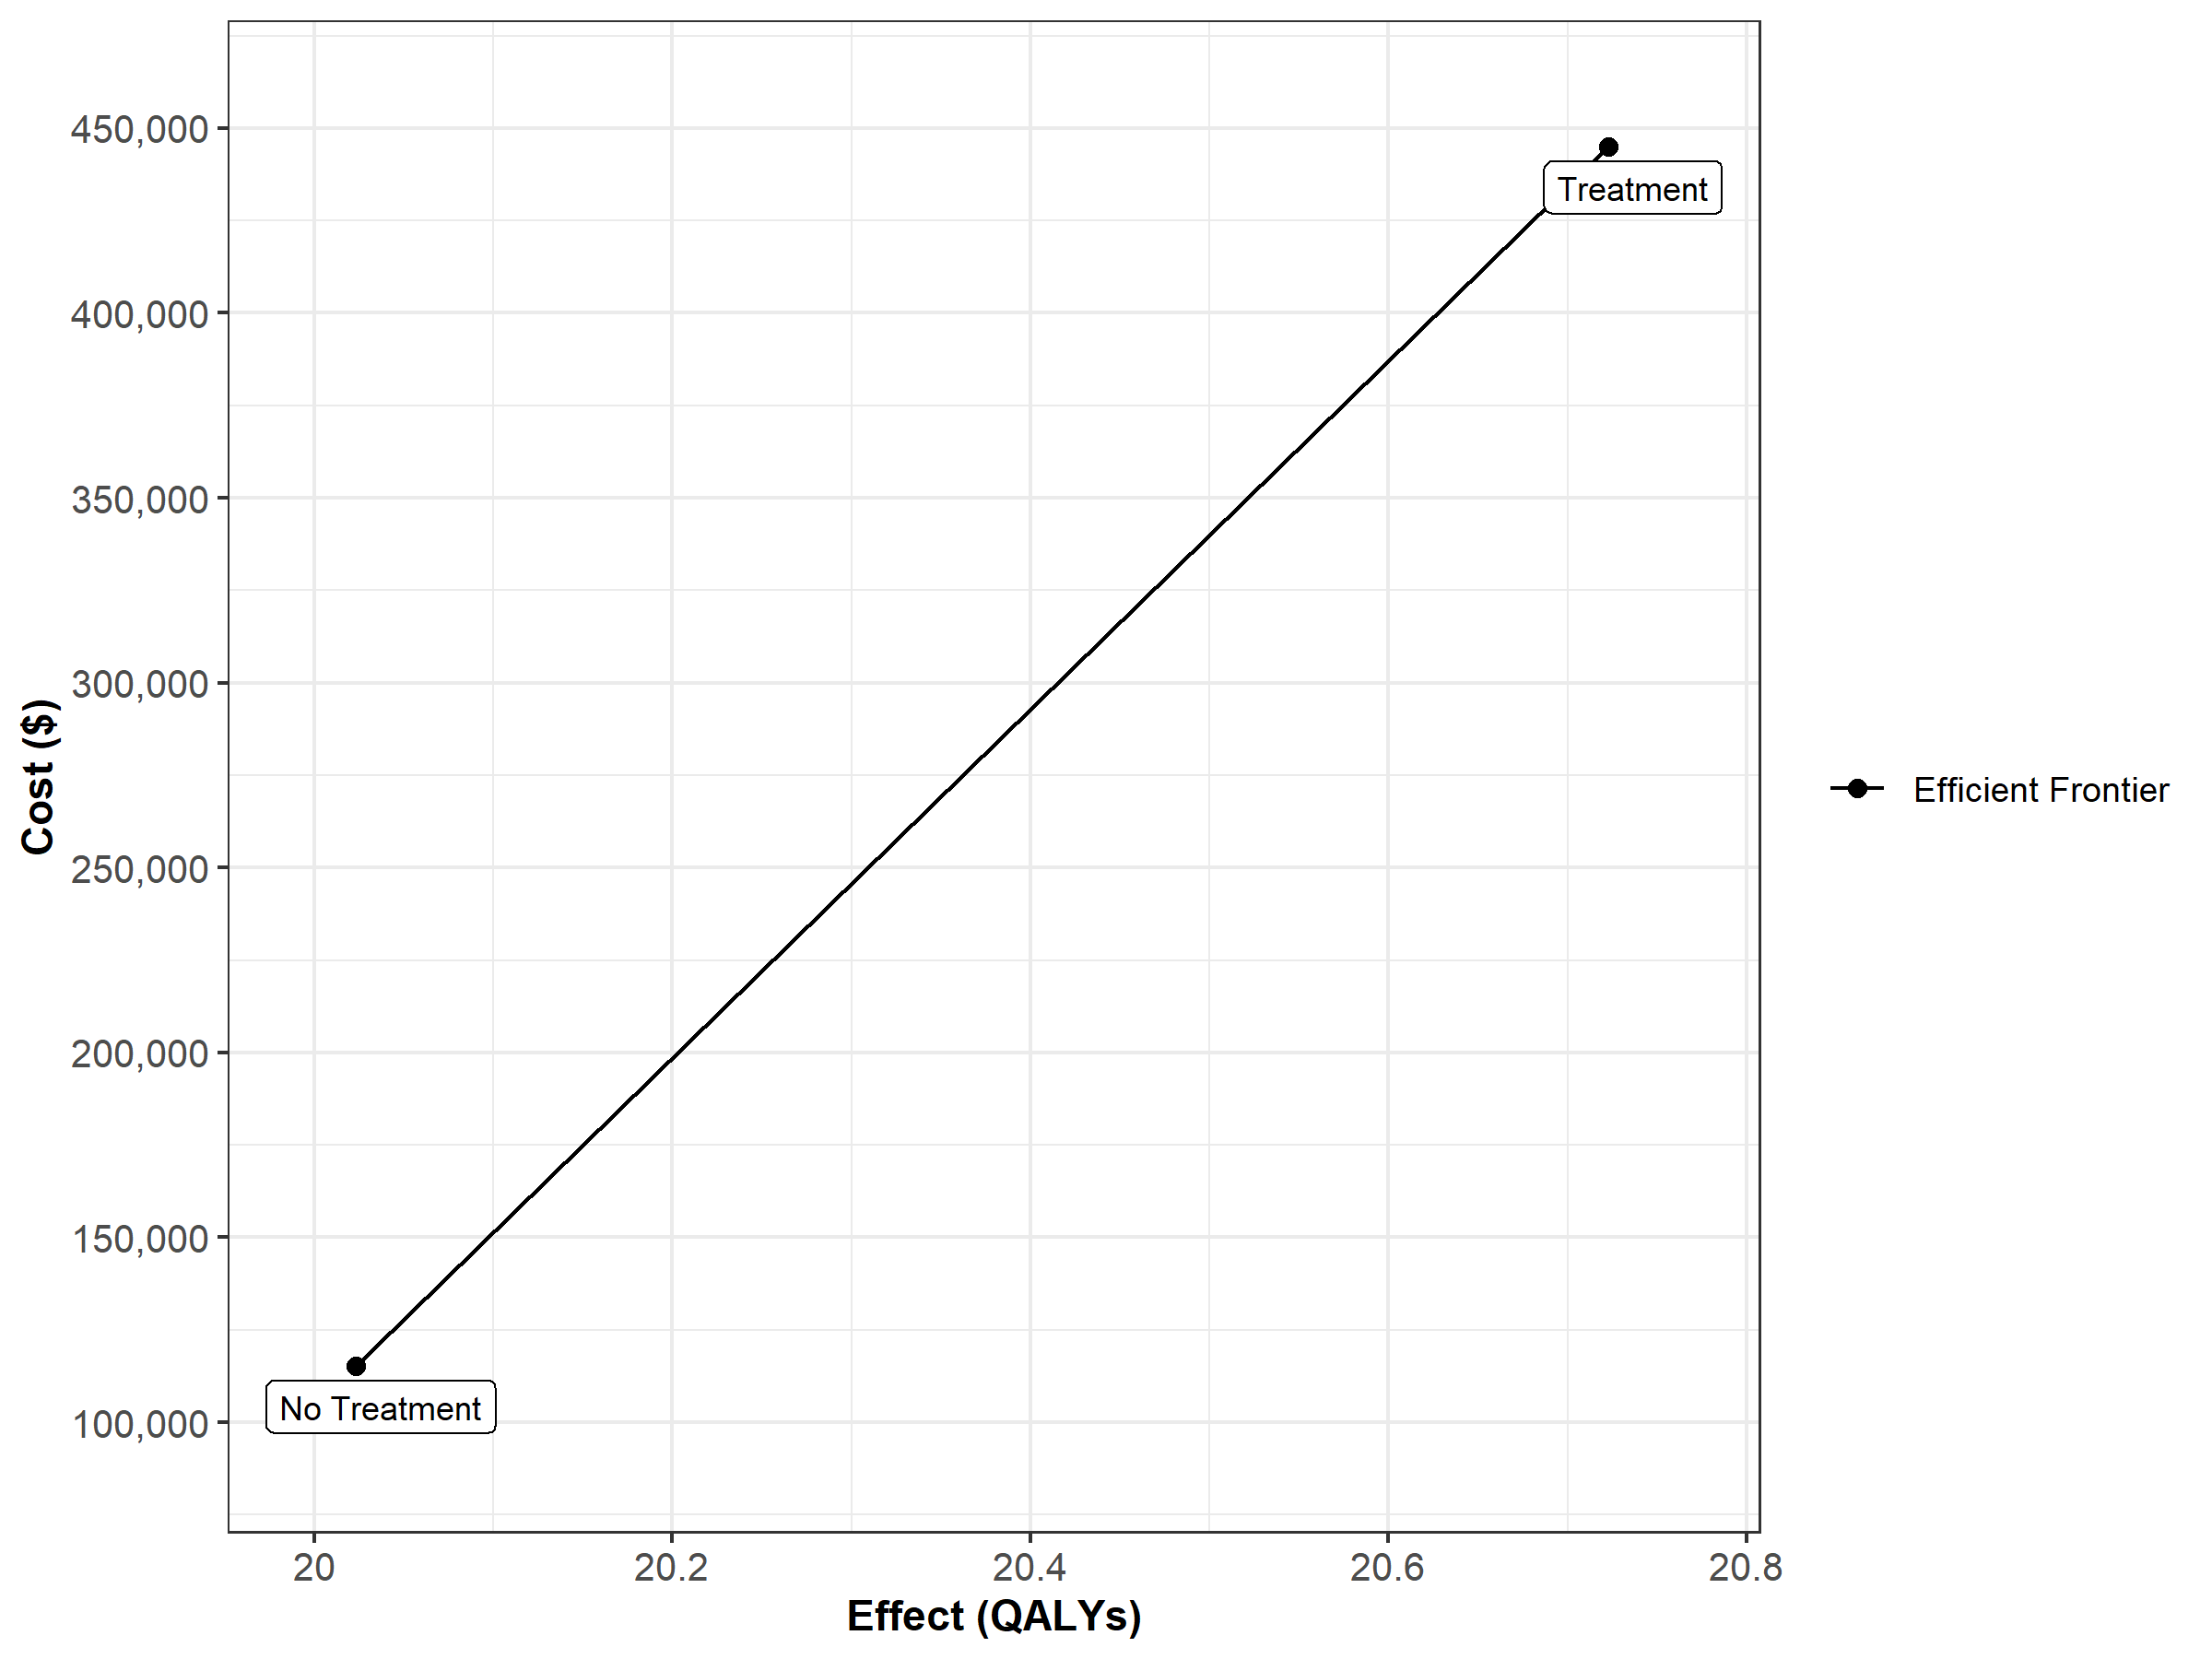 450,000
400,000
350,000
300,000
250,000
200,000
150,000
100,000
Cost ($)
Treatment
No Treatment
20 20.2 20.4 20.6 20.8
Effect (QALYs)
Efficient Frontier